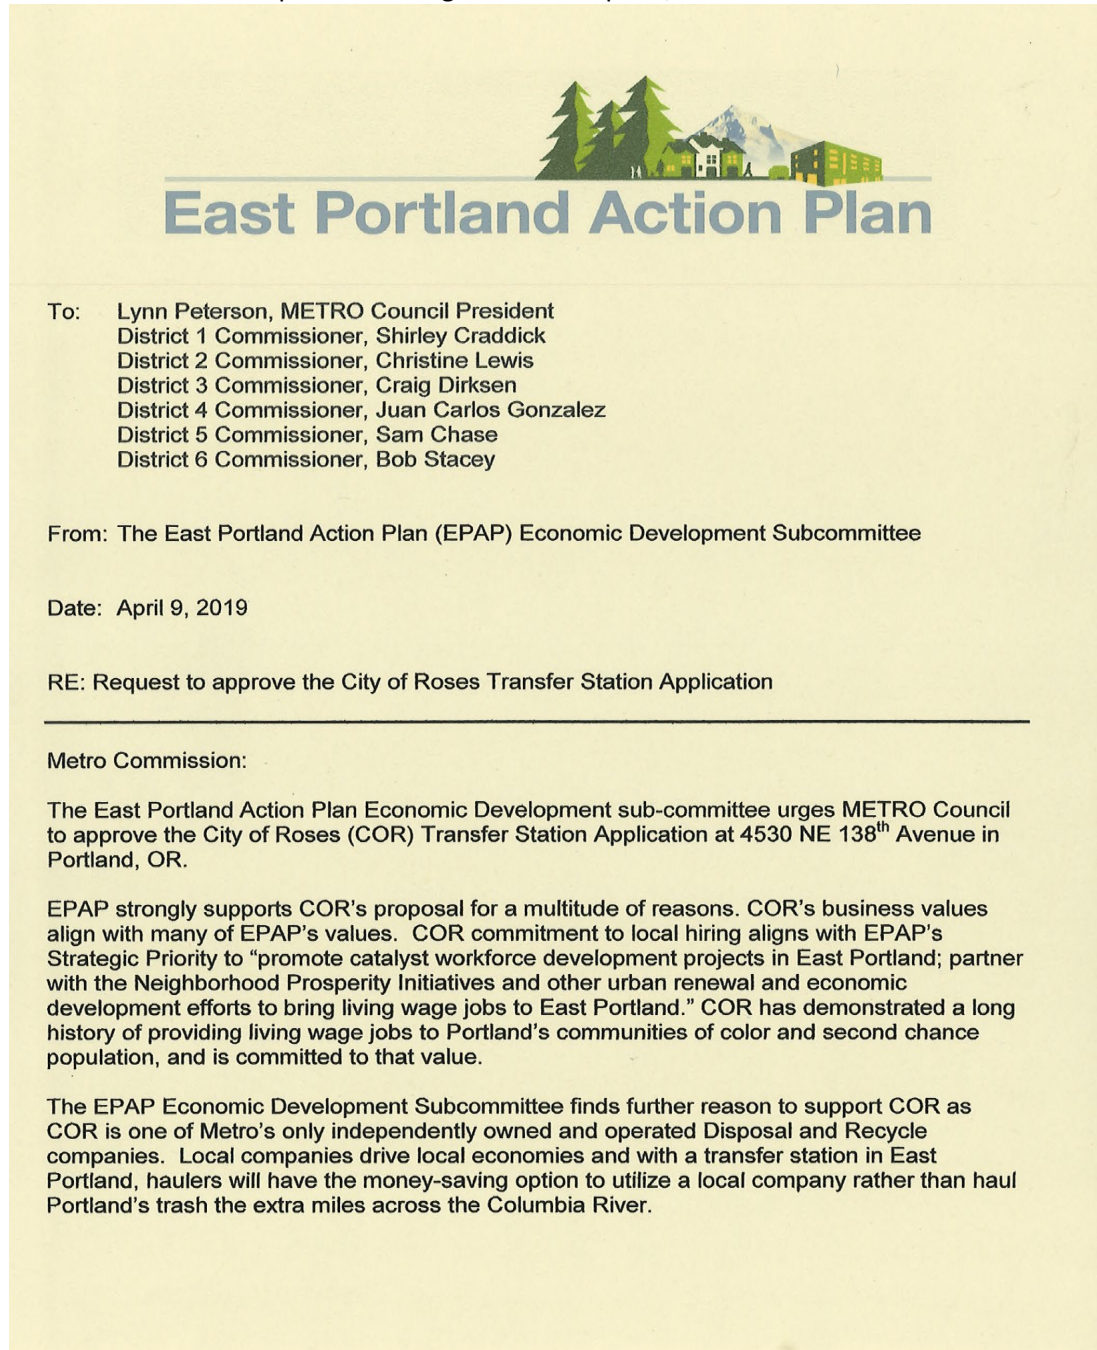 East Portland Action Plan
To: Lynn Peterson, METRO Council President
District 1 Commissioner, Shirley Craddick
District 2 Commissioner, Christine Lewis
District 3 Commissioner, Craig Dirksen
District 4 Commissioner, Juan Carlos Gonzalez
District 5 Commissioner, Sam Chase
District 6 Commissioner, Bob Stacey
From: The East Portland Action Plan (EPAP) Economic Development Subcommittee
Date: April 9, 2019
RE: Request to approve the City of Roses Transfer Station Application
Metro Commission:
The East Portland Action Plan Economic Development sub-committee urges METRO Council
to approve the City of Roses (COR) Transfer Station Application at 4530 NE 138th Avenue in
Portland, OR.
EPAP strongly supports COR's proposal for a multitude of reasons. COR's business values
align with many of EPAP's values. COR commitment to local hiring aligns with EPAP's
Strategic Priority to “promote catalyst workforce development projects in East Portland; partner
with the Neighborhood Prosperity Initiatives and other urban renewal and economic
development efforts to bring living wage jobs to East Portland.” COR has demonstrated a long
history of providing living wage jobs to Portland's communities of color and second chance
population, and is committed to that value.
The EPAP Economic Development Subcommittee finds further reason to support COR as
COR is one of Metro's only independently owned and operated Disposal and Recycle
companies. Local companies drive local economies and with a transfer station in East
Portland, haulers will have the money-saving option to utilize a local company rather than haul
Portland's trash the extra miles across the Columbia River.